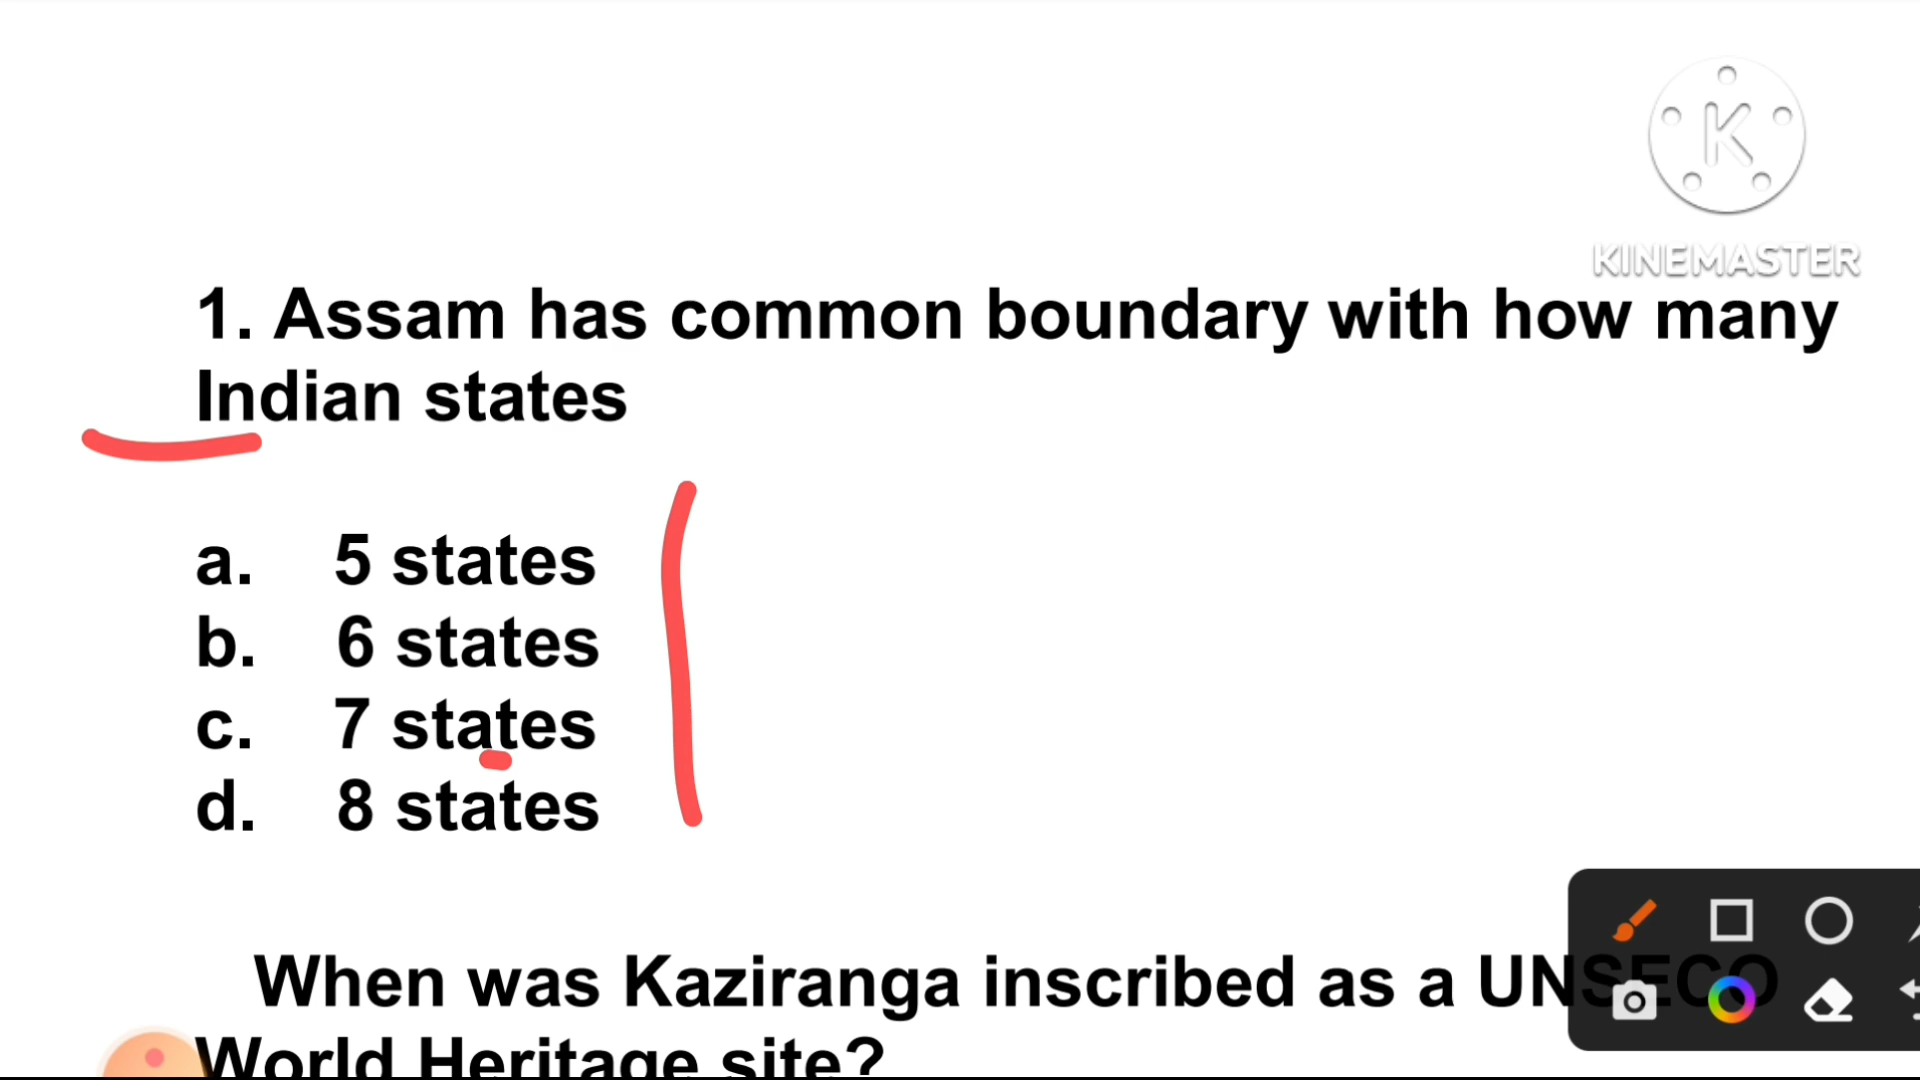 K
KINEMASTER
1. Assam has common boundary with how many
Indian states
a. 5 states
b. 6 states
c. 7 states
d. 8 states
When was Kaziranga inscribed as a UNSECO
World Heritage site?